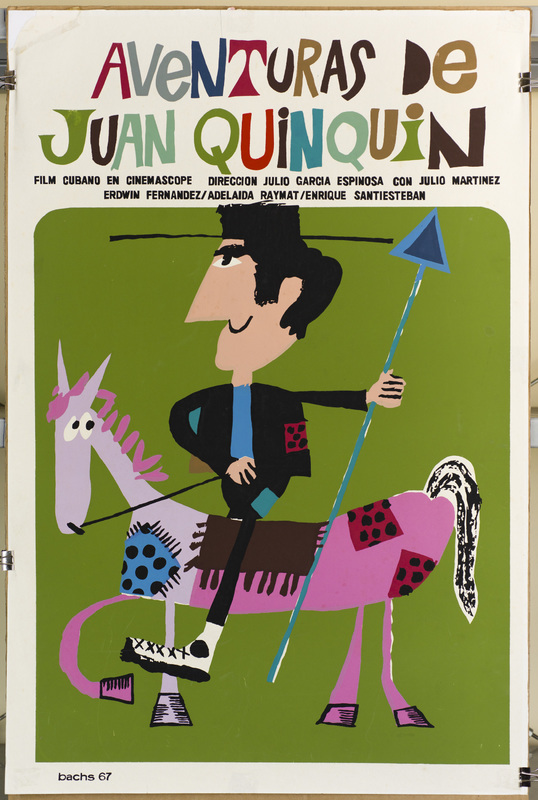 AVENTURAS DE
JUAN QUINQUIN
FILM CUBANO EN CINEMASCOPE DIRECCION JULIO GARCIA ESPINOSA CON JULIO MARTINEZ
ERDWIN FERNANDEZ/ADELAIDA RAYMAT/ENRIQUE SANTIESTEBAN
bachs 67